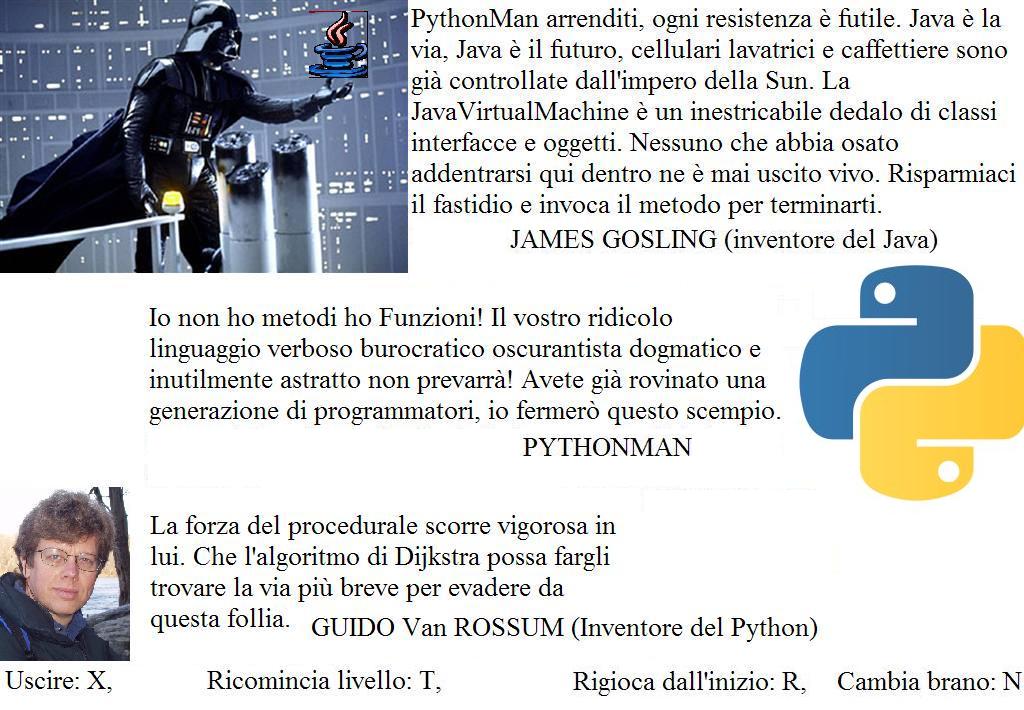 PythonMan arrenditi, ogni resistenza è futile. Java è la
via, Java è il futuro, cellulari lavatrici e caffettiere sono
già controllate dall'impero della Sun. La
JavaVirtualMachine è un inestricabile dedalo di classi
interfacce e oggetti. Nessuno che abbia osato
addentrarsi qui dentro ne è mai uscito vivo. Risparmiaci
il fastidio e invoca il metodo per terminarti.
JAMES GOSLING (inventore del Java)
Io non ho metodi ho Funzioni! Il vostro ridicolo
linguaggio verboso burocratico oscurantista dogmatico e
inutilmente astratto non prevarrà! Avete già rovinato una
generazione di programmatori, io fermerò questo scempio.
PYTHONMAN
La forza del procedurale scorre vigorosa in
lui. Che l'algoritmo di Dijkstra possa fargli
trovare la via più breve per evadere da
questa follia.
GUIDO Van ROSSUM (Inventore del Python)
Uscire: X, Ricomincia livello: T, Rigioca dall'inizio: R, Cambia brano: N